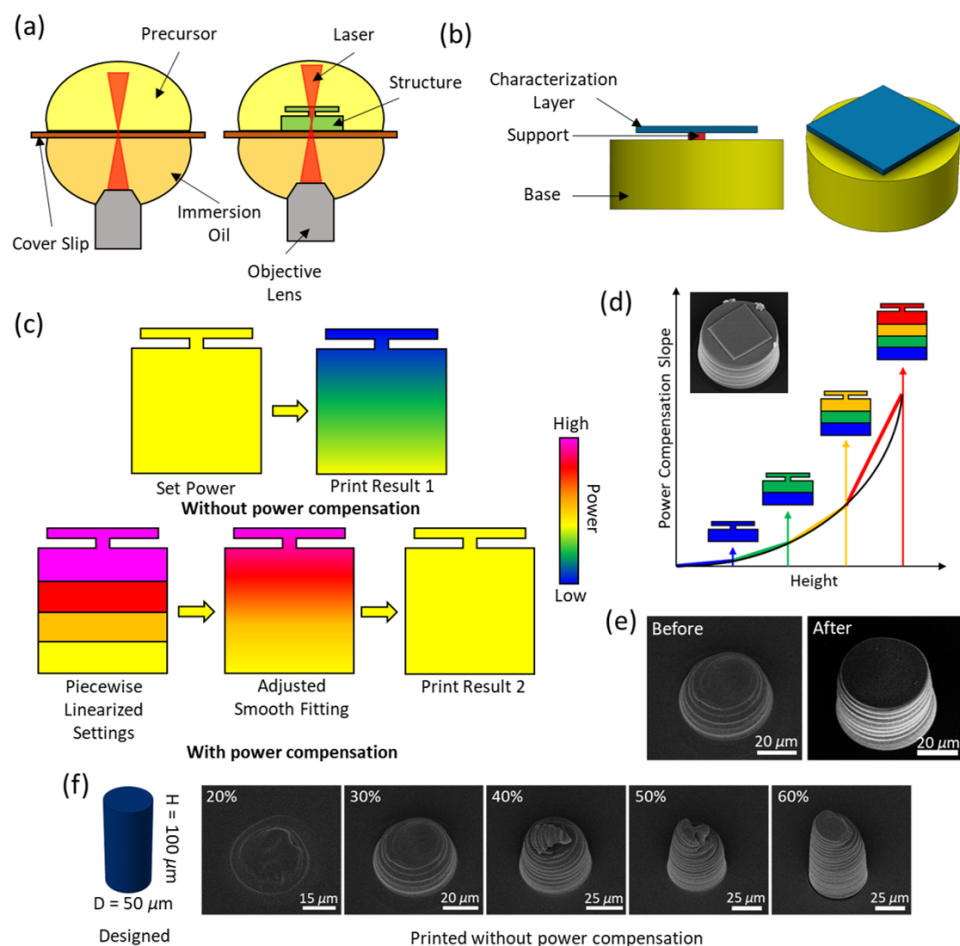 (a)
Precursor
Laser
Structure
Cover Slip
Immersion
Oil
Objective
Lens
(b)
Characterization
Layer
Support
Base
(c)
Set Power
Print Result 1
Without power compensation
High
Power
Low
Piecewise
Linearized
Settings
Adjusted
Smooth Fitting
Print Result 2
With power compensation
(d)
Power Compensation Slope
Height
(e)
Before
20 µm
After
20 µm
(f)
H = 100 µm
D = 50 µm
Designed
20%
15 µm
30%
20 µm
40%
25 µm
50%
25 µm
60%
25 µm
Printed without power compensation